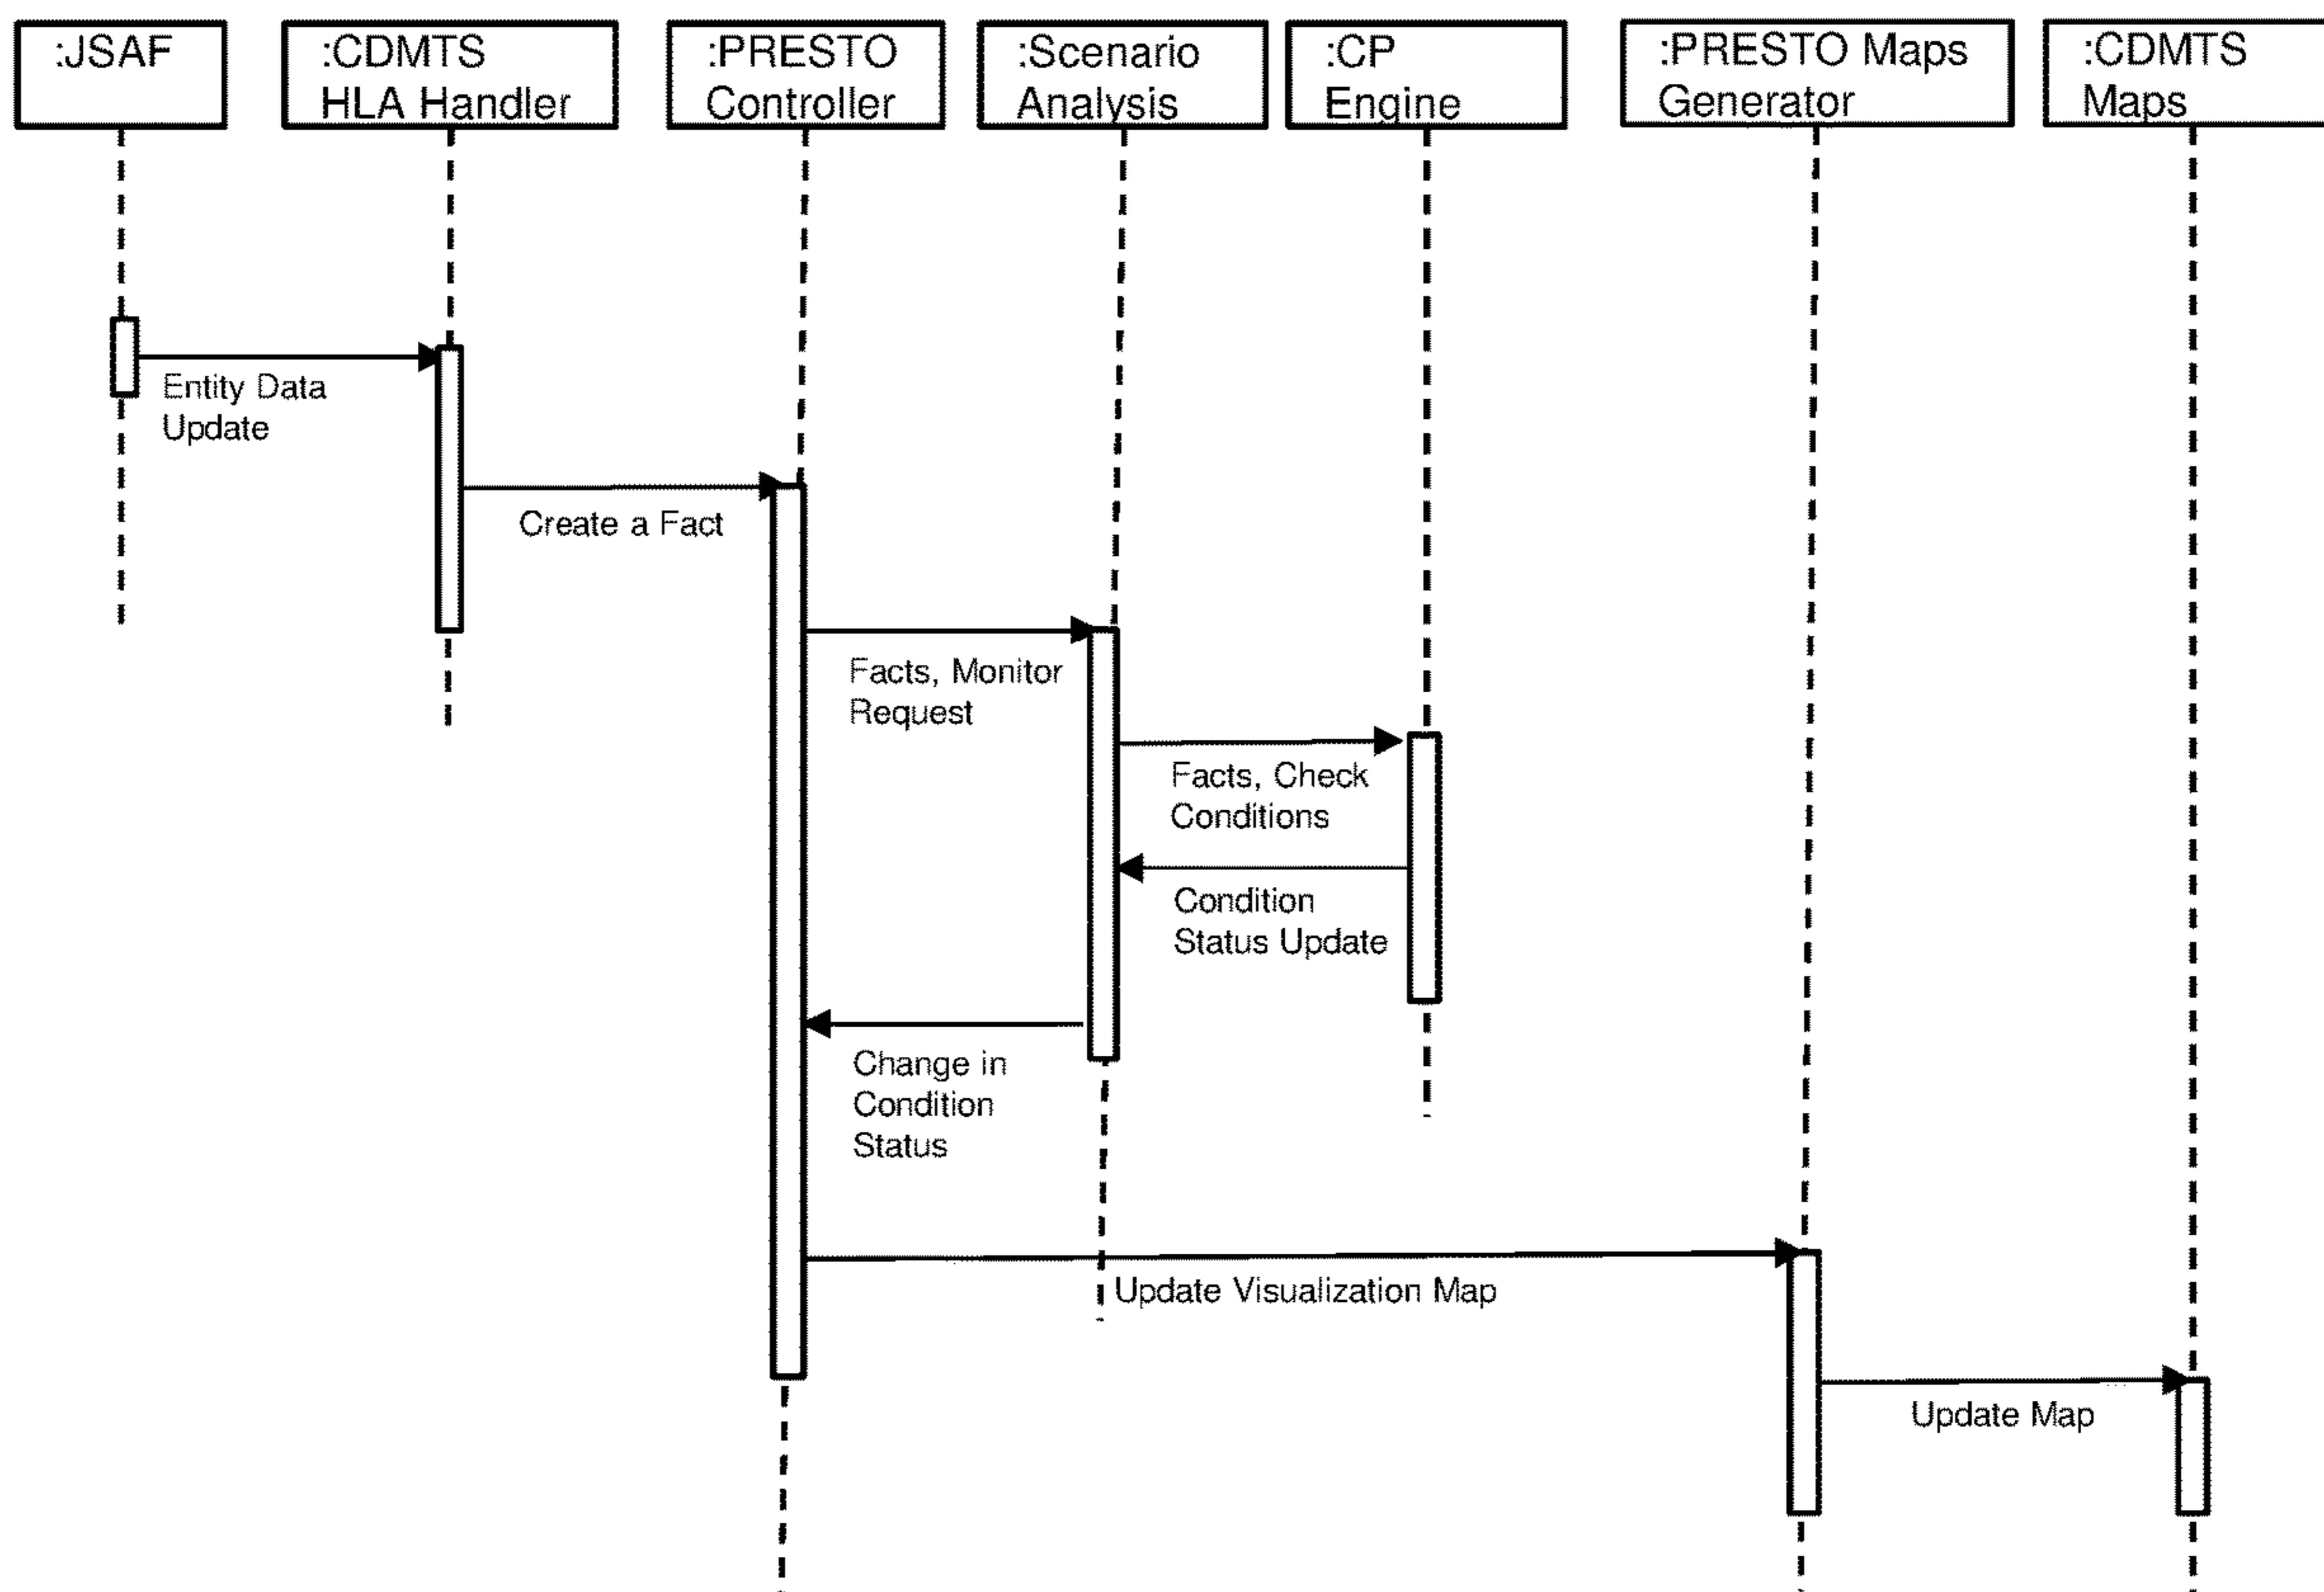 :JSAF
:CDMTS
HLA Handler
:PRESTO
Controller
:Scenario
Analysis
:CP
Engine
:PRESTO Maps
Generator
:CDMTS
Maps
Entity Data
Update
Create a Fact
Facts, Monitor
Request
Facts, Check
Conditions
Condition
Status Update
Change in
Condition
Status
Update Visualization Map
Update Map